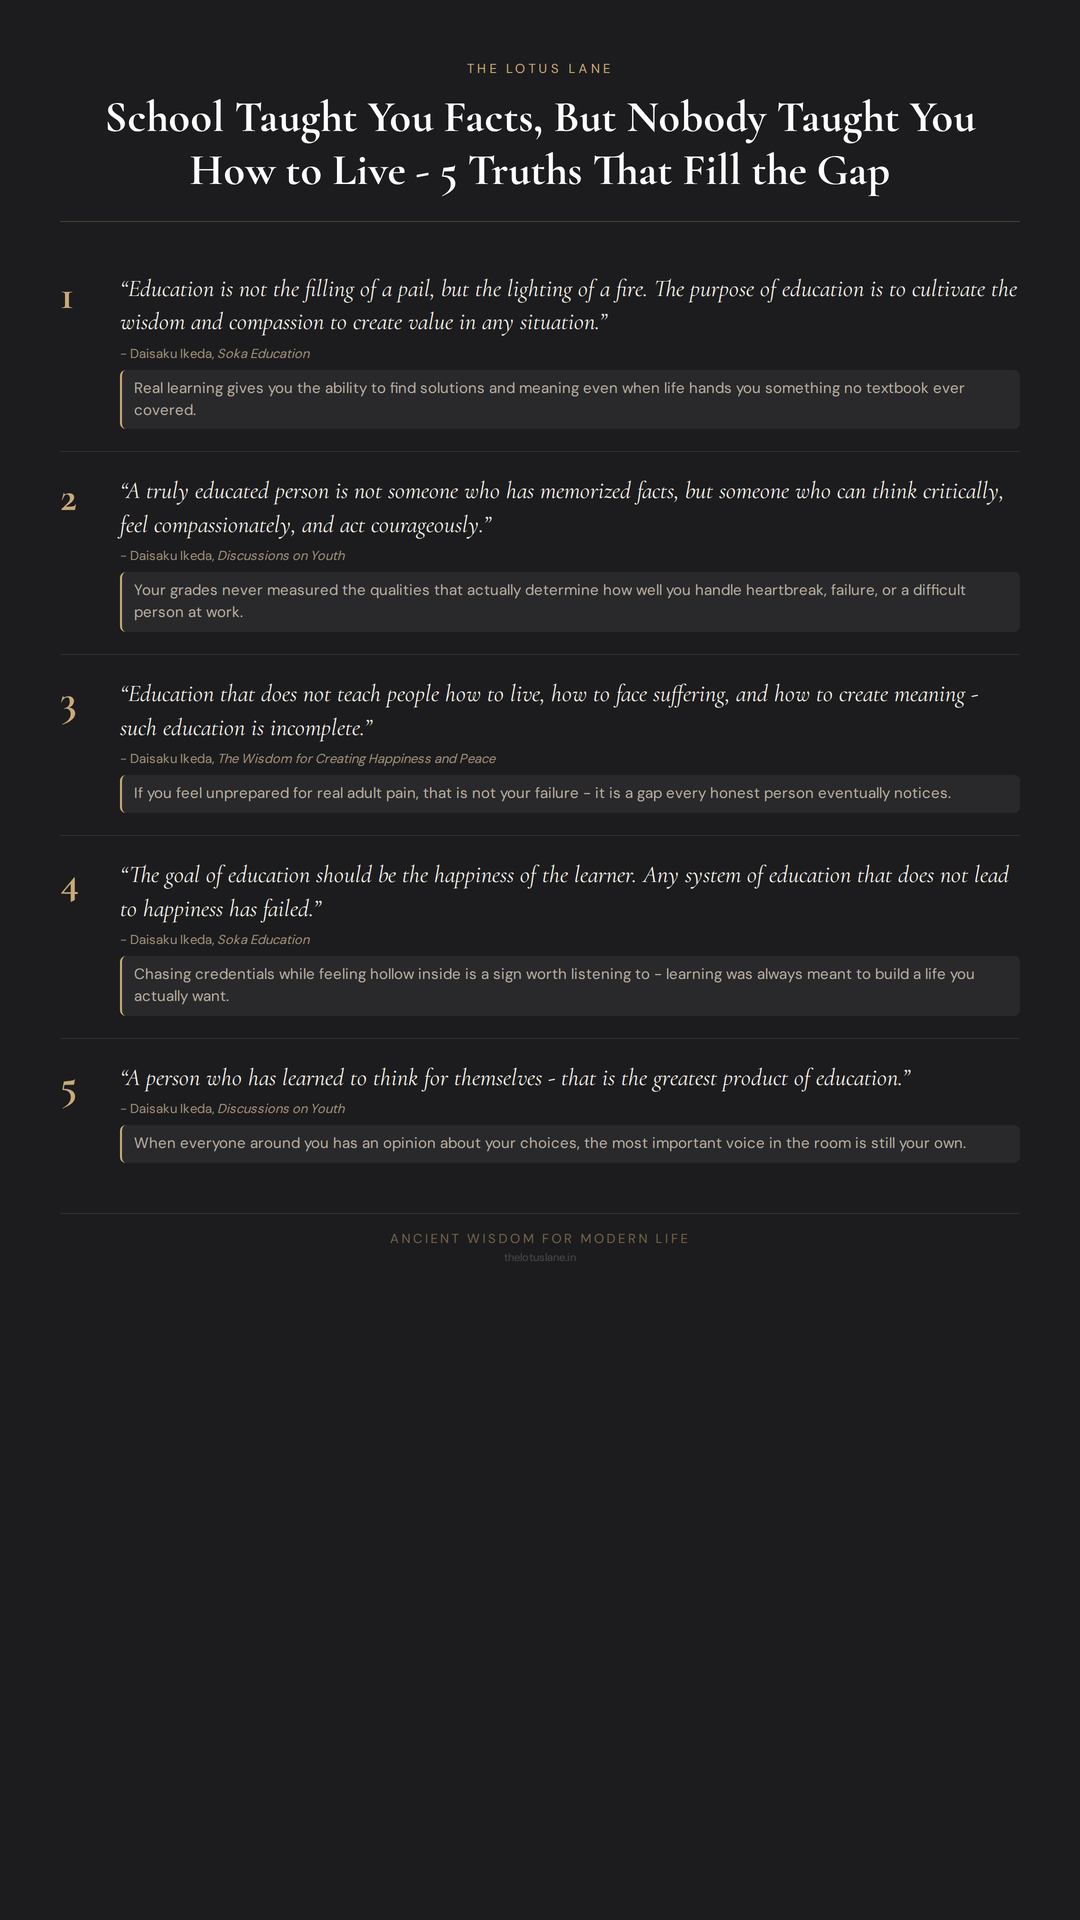 THE LOTUS LANE
School Taught You Facts, But Nobody Taught You
How to Live - 5 Truths That Fill the Gap
1
“Education is not the filling of a pail, but the lighting of a fire. The purpose of education is to cultivate the
wisdom and compassion to create value in any situation.”
- Daisaku Ikeda, Soka Education
Real learning gives you the ability to find solutions and meaning even when life hands you something no textbook ever
covered.
2
“A truly educated person is not someone who has memorized facts, but someone who can think critically,
feel compassionately, and act courageously.”
- Daisaku Ikeda, Discussions on Youth
Your grades never measured the qualities that actually determine how well you handle heartbreak, failure, or a difficult
person at work.
3
“Education that does not teach people how to live, how to face suffering, and how to create meaning -
such education is incomplete.”
- Daisaku Ikeda, The Wisdom for Creating Happiness and Peace
If you feel unprepared for real adult pain, that is not your failure - it is a gap every honest person eventually notices.
4
“The goal of education should be the happiness of the learner. Any system of education that does not lead
to happiness has failed.”
- Daisaku Ikeda, Soka Education
Chasing credentials while feeling hollow inside is a sign worth listening to - learning was always meant to build a life you
actually want.
5
“A person who has learned to think for themselves - that is the greatest product of education.”
- Daisaku Ikeda, Discussions on Youth
When everyone around you has an opinion about your choices, the most important voice in the room is still your own.
ANCIENT WISDOM FOR MODERN LIFE
thelotuslane.in